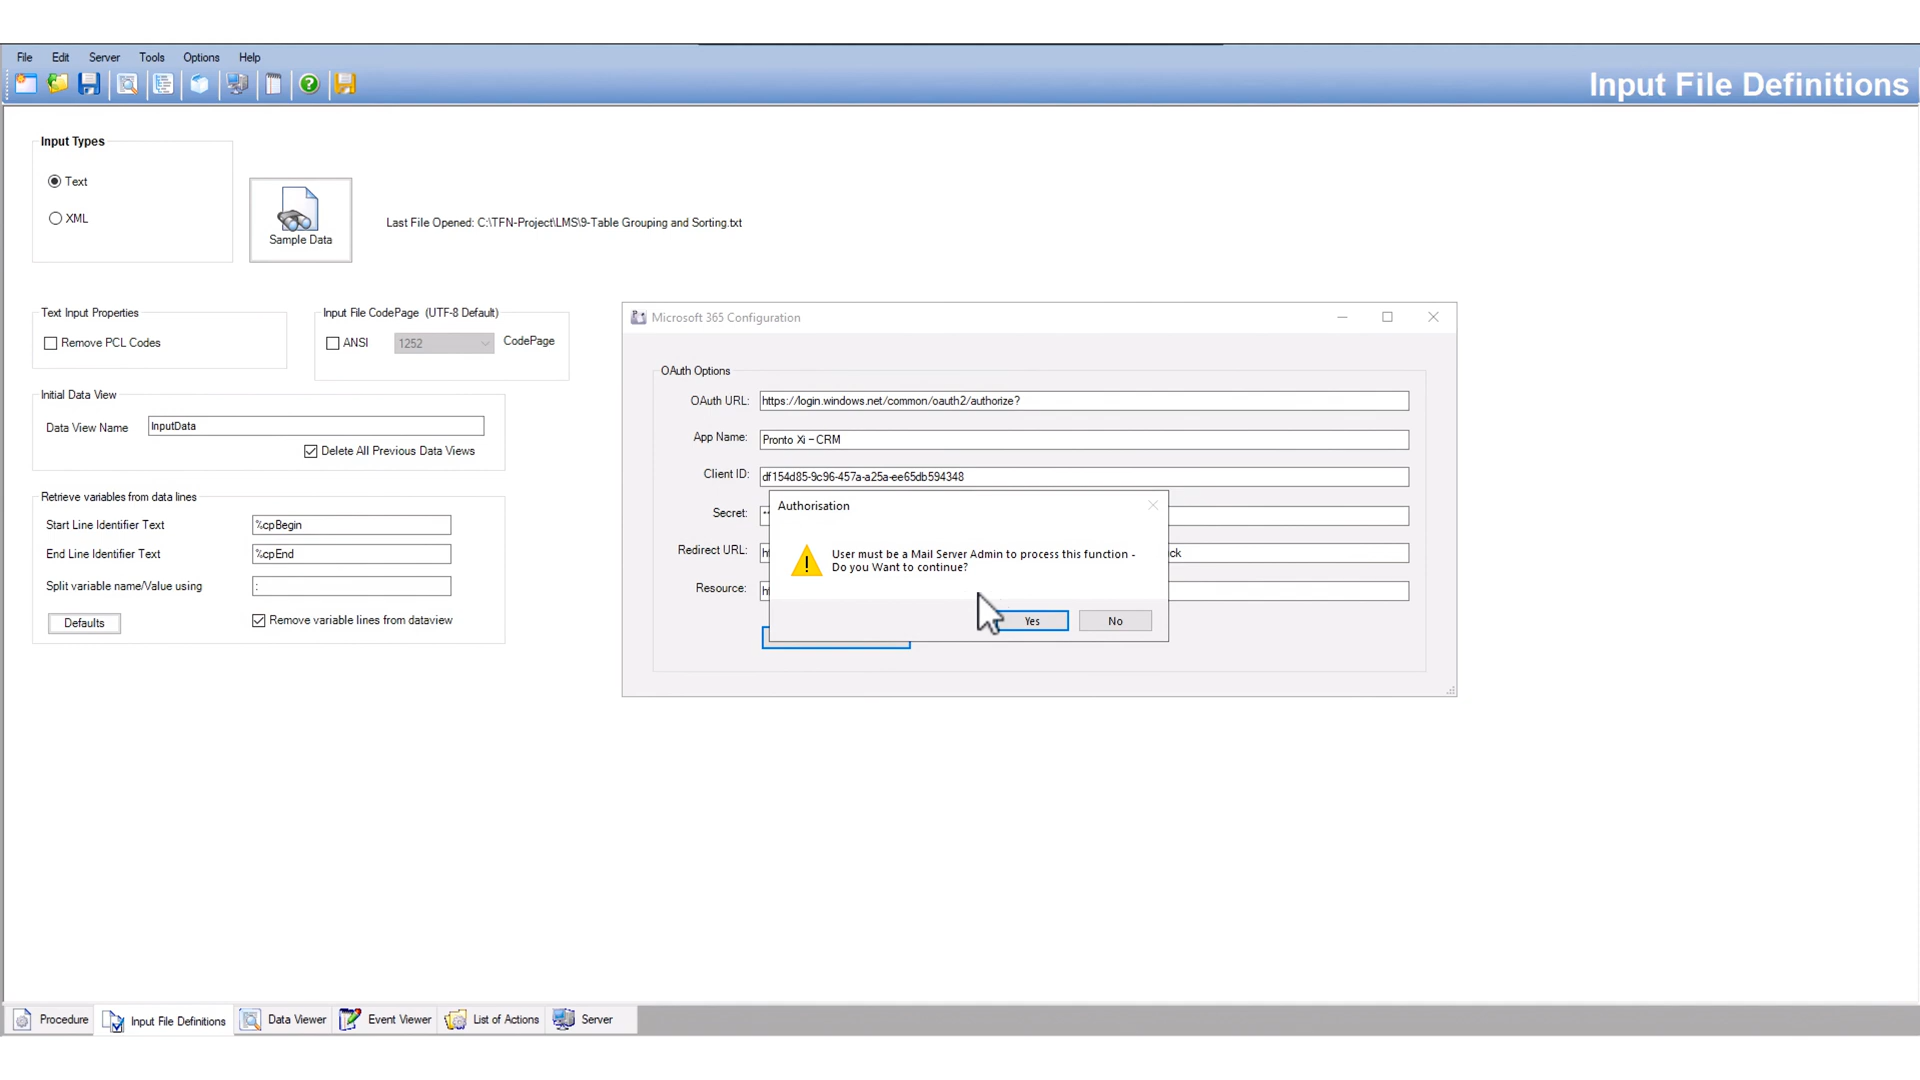 File Edit Server Tools Options Help
Input File Definitions
Input Types
Text
XML
Sample Data
Last File Opened: C:\TFN-Project\LMS\9-Table Grouping and Sorting.txt
Text Input Properties
Remove PCL Codes
Input File CodePage (UTF-8 Default)
ANSI 1252 CodePage
Initial Data View
Data View Name InputData
Delete All Previous Data Views
Retrieve variables from data lines
Start Line Identifier Text %cpBegin
End Line Identifier Text %cpEnd
Split variable name/Value using :
Defaults Remove variable lines from dataview
Microsoft 365 Configuration
OAuth Options
OAuth URL: https://login.windows.net/common/oauth2/authorize?
App Name: Pronto Xi – CRM
Client ID: df154d85-9c96-457a-a25a-ee65db594348
Secret:
Redirect URL:
Resource:
Authorisation
User must be a Mail Server Admin to process this function -
Do you Want to continue?
Yes No
Procedure Input File Definitions Data Viewer Event Viewer List of Actions Server